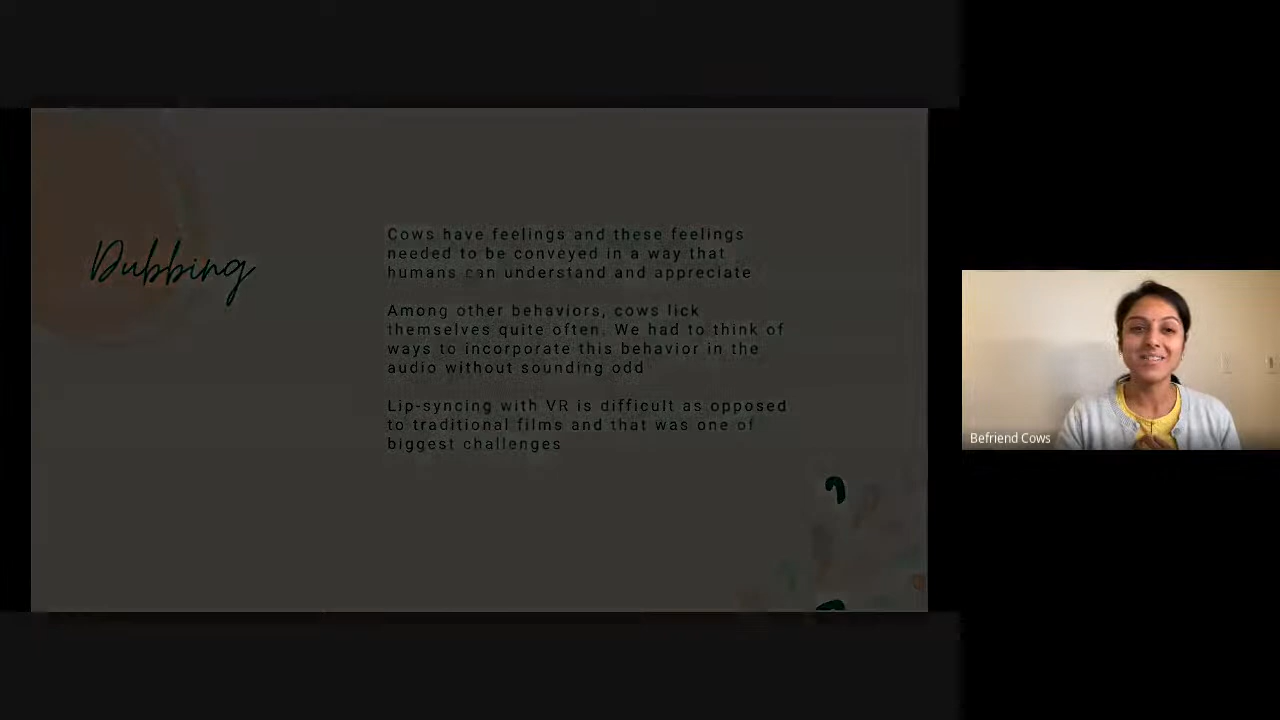 Dubbing
Cows have feelings and these feelings
needed to be conveyed in a way that
humans can understand and appreciate
Among other behaviors, cows lick
themselves quite often. We had to think of
ways to incorporate this behavior in the
audio without sounding odd
Lip-syncing with VR is difficult as opposed
to traditional films and that was one of
biggest challenges
Befriend Cows